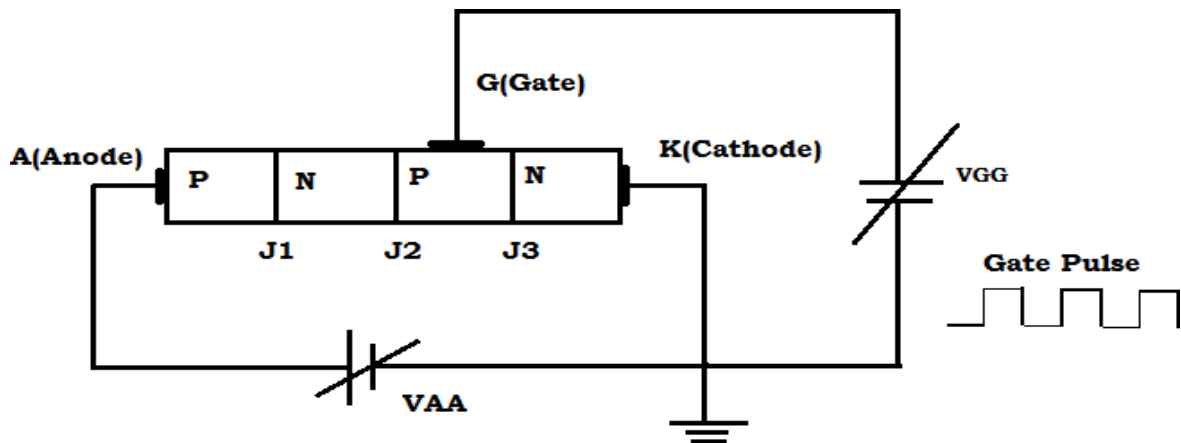 G(Gate)
A(Anode)
K(Cathode)
P N P N
VGG
J1 J2 J3
Gate Pulse
VAA